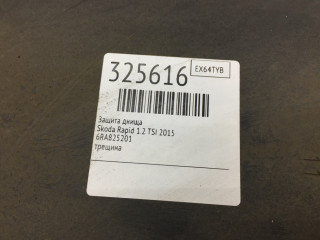 325616
EX64TYB
Защита днища
Skoda Rapid 1.2 TSI 2015
6RA825201
трещина